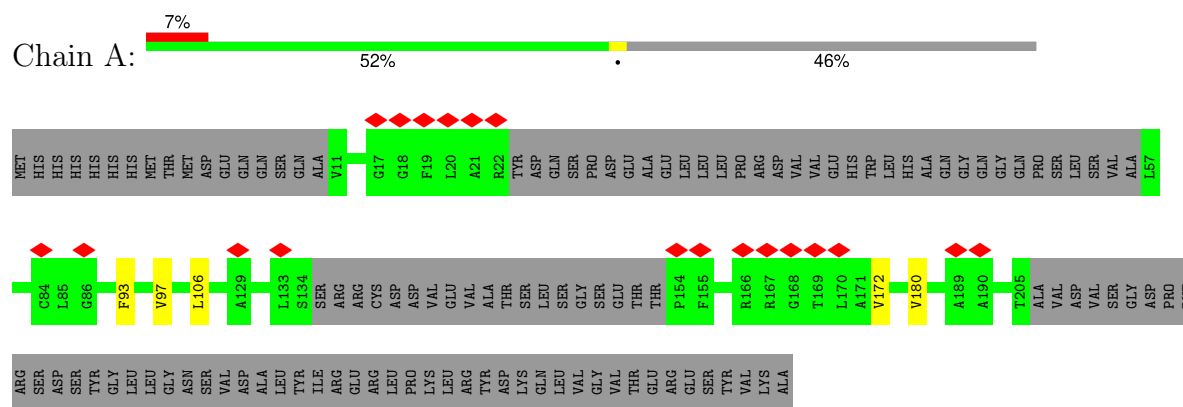 7%
Chain A:
52% • 46%
MET HIS HIS HIS HIS HIS HIS MET THR MET ASP GLU GLN GLN SER GLN ALA V11 G17 G18 F19 L20 A21 R22 TYR ASP GLN SER PRO ASP GLU ALA GLU LEU LEU LEU PRO ARG ASP VAL VAL GLU HIS TRP LEU HIS ALA GLN GLY GLN GLY GLN PRO SER LEU SER VAL ALA L57
C84 L85 G86 F93 V97 L106 A129 L133 S134 SER ARG ARG CYS ASP ASP VAL GLU VAL ALA THR SER LEU SER GLY SER GLU THR THR P154 F155 R166 R167 G168 T169 L170 A171 V172 V180 A189 A190 T205 ALA VAL ASP VAL SER GLY ASP PRO
ARG SER ASP SER TYR GLY LEU LEU GLY ASN SER VAL ASP ALA LEU TYR ILE ARG GLU ARG LEU PRO LYS LEU ARG TYR ASP LYS GLN LEU VAL GLY VAL THR GLU ARG GLU SER TYR VAL LYS ALA